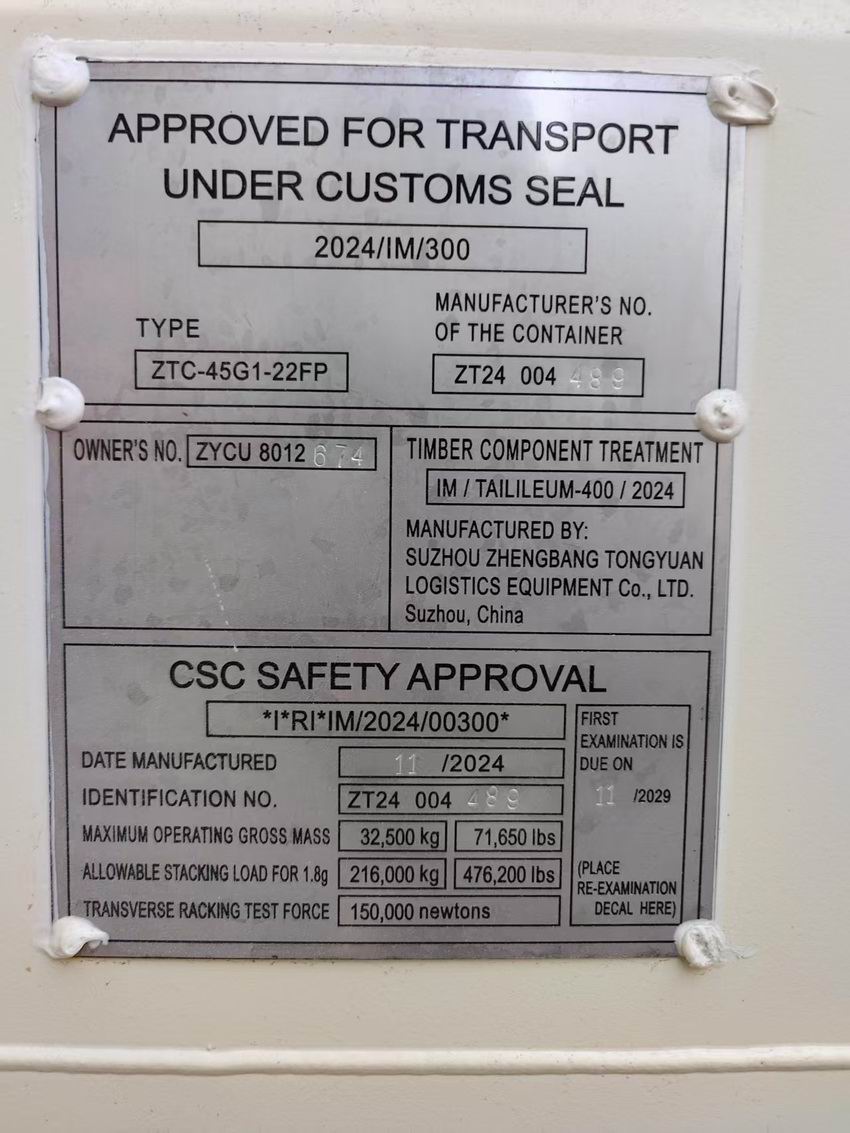 APPROVED FOR TRANSPORT
UNDER CUSTOMS SEAL
2024/IM/300
TYPE
ZTC-45G1-22FP
MANUFACTURER'S NO.
OF THE CONTAINER
ZT24 004 489
OWNER'S NO. ZYCU 8012 674
TIMBER COMPONENT TREATMENT
IM / TAILILEUM-400 / 2024
MANUFACTURED BY:
SUZHOU ZHENGBANG TONGYUAN
LOGISTICS EQUIPMENT Co., LTD.
Suzhou, China
CSC SAFETY APPROVAL
*I*RI*IM/2024/00300*
DATE MANUFACTURED 11 /2024
IDENTIFICATION NO. ZT24 004 489
MAXIMUM OPERATING GROSS MASS 32,500 kg 71,650 lbs
ALLOWABLE STACKING LOAD FOR 1.8g 216,000 kg 476,200 lbs
TRANSVERSE RACKING TEST FORCE 150,000 newtons
FIRST
EXAMINATION IS
DUE ON
11 /2029
(PLACE
RE-EXAMINATION
DECAL HERE)